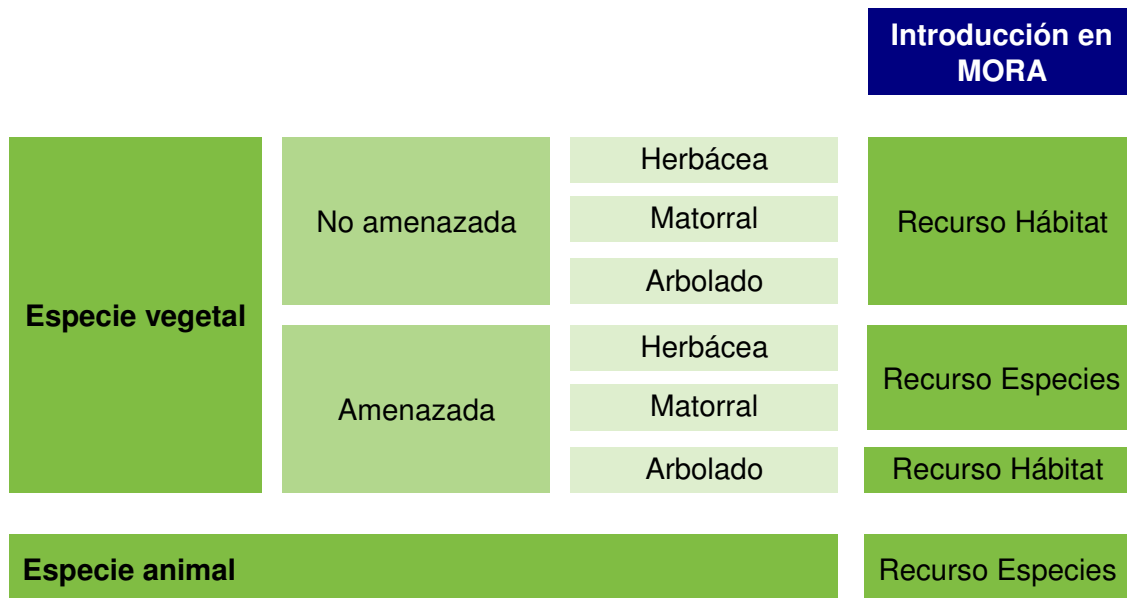 Introducción en
MORA
Especie vegetal
No amenazada
Herbácea
Matorral
Arbolado
Recurso Hábitat
Amenazada
Herbácea
Matorral
Arbolado
Recurso Especies
Recurso Hábitat
Especie animal
Recurso Especies